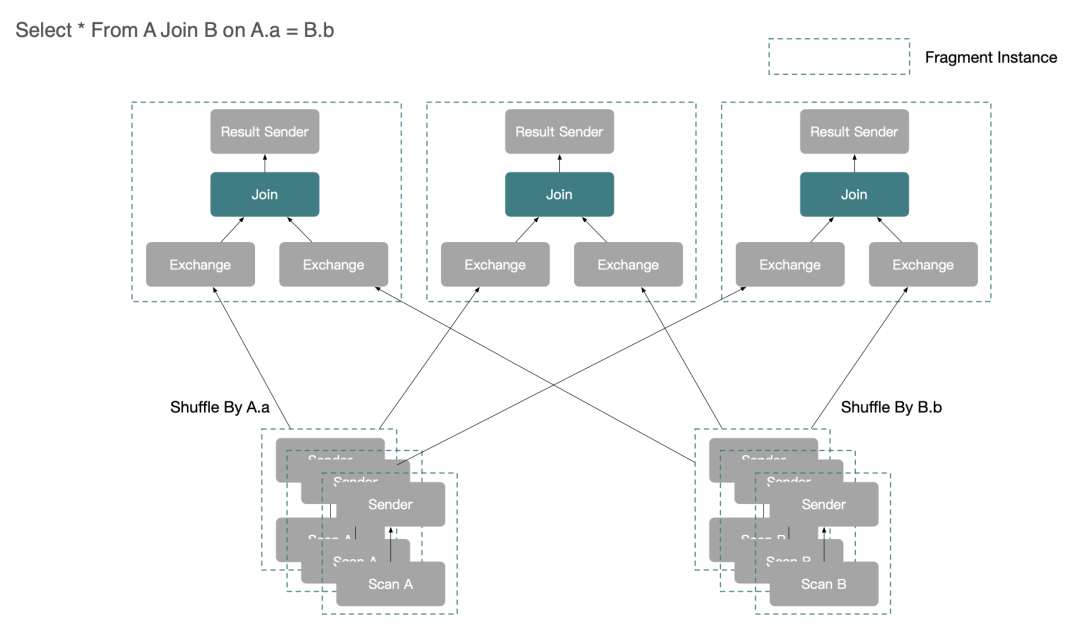 Select * From A Join B on A.a = B.b
Fragment Instance
Result Sender
Result Sender
Result Sender
Join
Join
Join
Exchange
Exchange
Exchange
Exchange
Exchange
Exchange
Shuffle By A.a
Shuffle By B.b
Sender
Sender
Sender
Sender
Sender
Sender
Scan A
Scan B
Scan A
Scan B
Scan A
Scan B